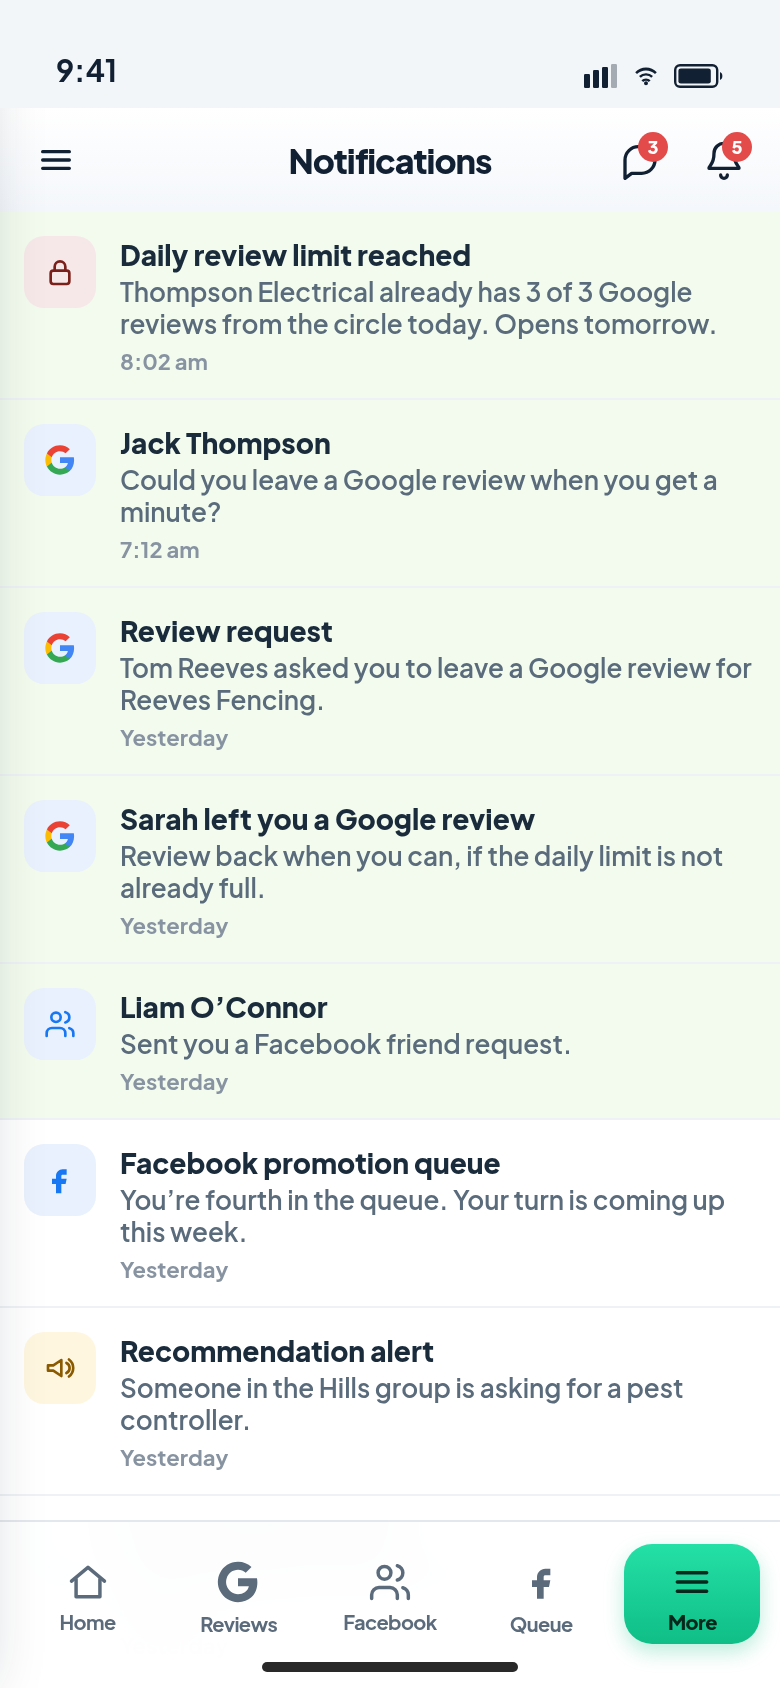 9:41
Notifications
3
5
Daily review limit reached
Thompson Electrical already has 3 of 3 Google
reviews from the circle today. Opens tomorrow.
8:02 am
Jack Thompson
Could you leave a Google review when you get a
minute?
7:12 am
Review request
Tom Reeves asked you to leave a Google review for
Reeves Fencing.
Yesterday
Sarah left you a Google review
Review back when you can, if the daily limit is not
already full.
Yesterday
Liam O’Connor
Sent you a Facebook friend request.
Yesterday
Facebook promotion queue
You’re fourth in the queue. Your turn is coming up
this week.
Yesterday
Recommendation alert
Someone in the Hills group is asking for a pest
controller.
Yesterday
Home
Reviews
Facebook
Queue
More